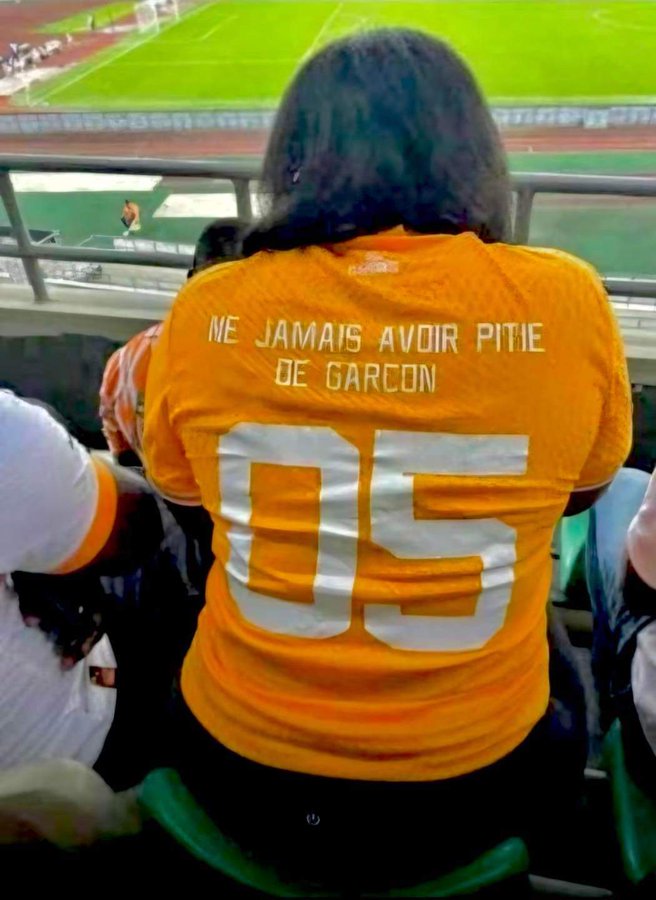 NE JAMAIS AVOIR PITIE
DE GARCON
05